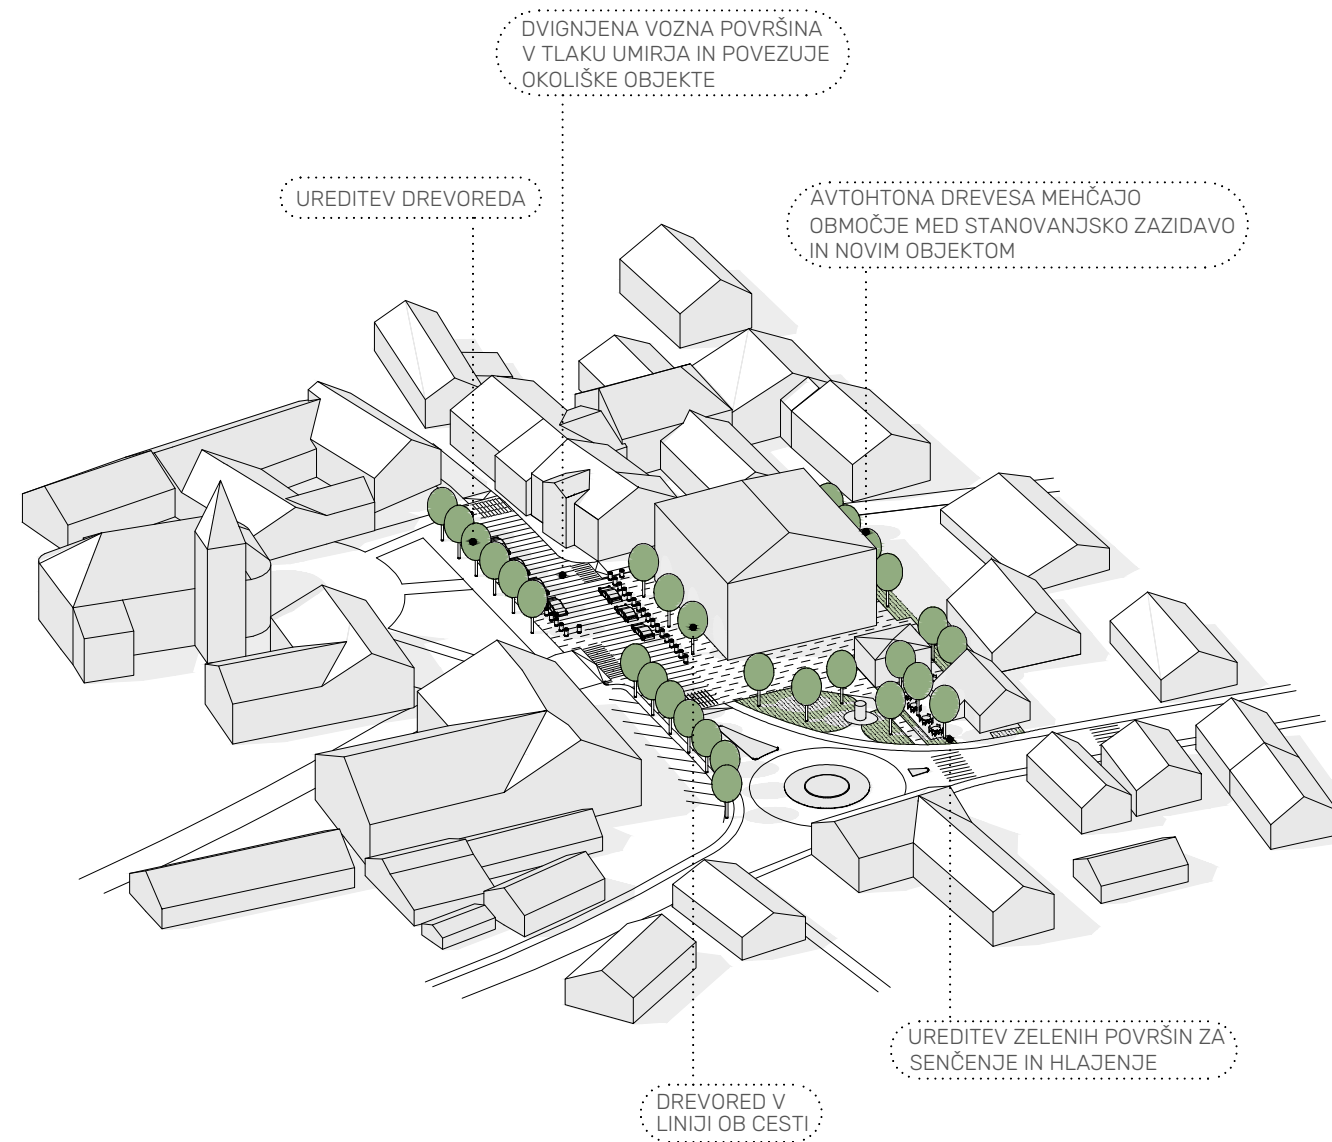 DVIGNJENA VOZNA POVRŠINA
V TLAKU UMIRJA IN POVEZUJE
OKOLIŠKE OBJEKTE
UREDITEV DREVOREDA
AVTOHTONA DREVESA MEHČAJO
OBMOČJE MED STANOVANJSKO ZAZIDAVO
IN NOVIM OBJEKTOM
UREDITEV ZELENIH POVRŠIN ZA
SENČENJE IN HLAJENJE
DREVORED V
LINIJI OB CESTI